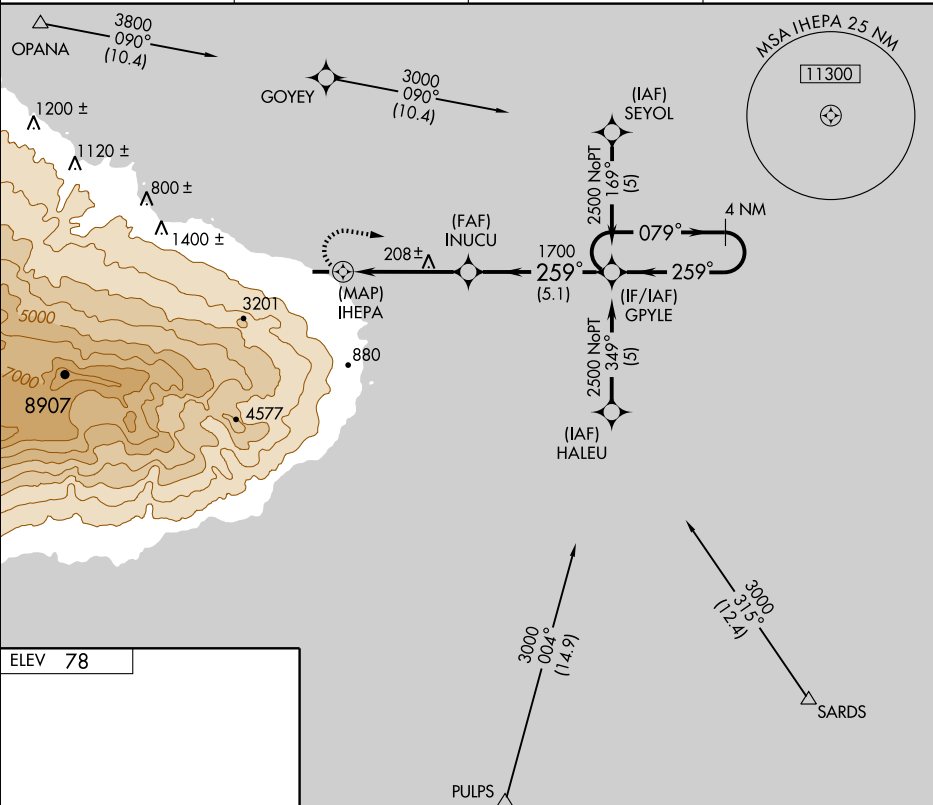 OPANA
3800
090°
(10.4)
GOYEY
3000
090°
(10.4)
MSA IHEPA 25 NM
11300
(IAF)
SEYOL
1200 ±
1120 ±
800 ±
1400 ±
2500 NoPT
169°
(5)
4 NM
079°
(FAF)
INUCU
208±
1700
259°
(5.1)
259°
(MAP)
IHEPA
(IF/IAF)
GPYLE
3201
5000
880
7000
8907
4577
2500 NoPT
349°
(5)
(IAF)
HALEU
3000
004°
(14.9)
3000
315°
(12.4)
ELEV 78
SARDS
PULPS